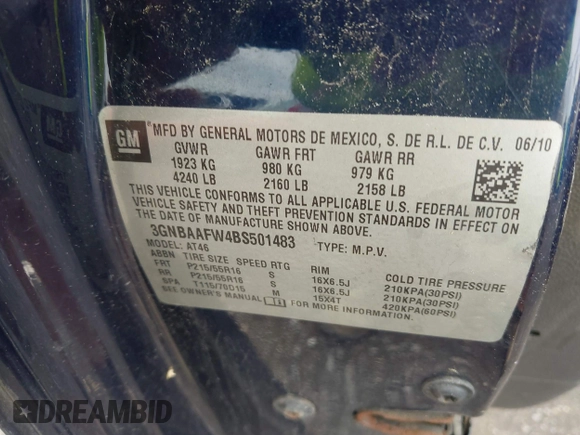 GM
MFD BY GENERAL MOTORS DE MEXICO, S. DE R.L. DE C.V. 06/10
GVWR GAWR FRT GAWR RR
1923 KG 980 KG 979 KG
4240 LB 2160 LB 2158 LB
THIS VEHICLE CONFORMS TO ALL APPLICABLE U.S. FEDERAL MOTOR
VEHICLE SAFETY AND THEFT PREVENTION STANDARDS IN EFFECT ON
THE DATE OF MANUFACTURE SHOWN ABOVE.
3GNBAAFW4BS501483 TYPE: M.P.V.
MODEL: AT46
ABBN TIRE SIZE SPEED RTG RIM COLD TIRE PRESSURE
FRT P215/55R16 S 16X6.5J 210KPA(30PSI)
RR P215/55R16 S 16X6.5J 210KPA(30PSI)
SPA T115/70D15 M 15X4T 420KPA(60PSI)
SEE OWNER'S MANUAL FOR MORE INFORMATION.
DREAMBID